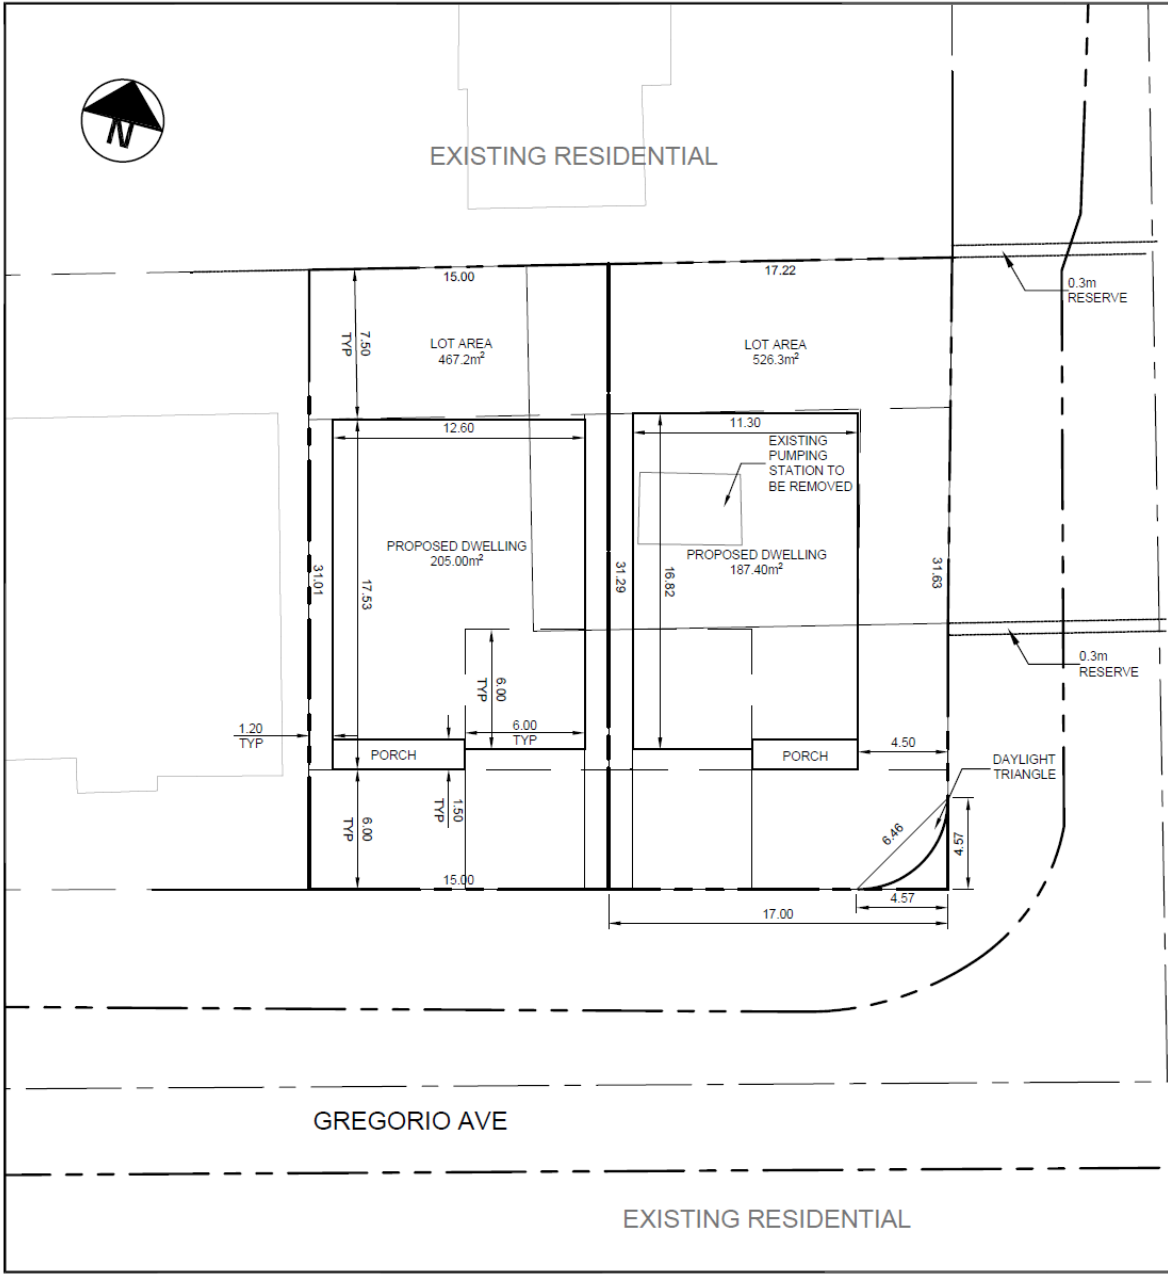 N
EXISTING RESIDENTIAL
15.00
17.22
0.3m
RESERVE
7.50
TYP
LOT AREA
467.2m²
LOT AREA
526.3m²
12.60
11.30
EXISTING
PUMPING
STATION TO
BE REMOVED
PROPOSED DWELLING
205.00m²
PROPOSED DWELLING
187.40m²
31.01
17.53
31.29
16.82
31.63
0.3m
RESERVE
6.00
TYP
1.20
TYP
6.00
TYP
PORCH
PORCH
4.50
DAYLIGHT
TRIANGLE
6.00
TYP
1.50
TYP
6.46
4.57
15.00
4.57
17.00
GREGORIO AVE
EXISTING RESIDENTIAL